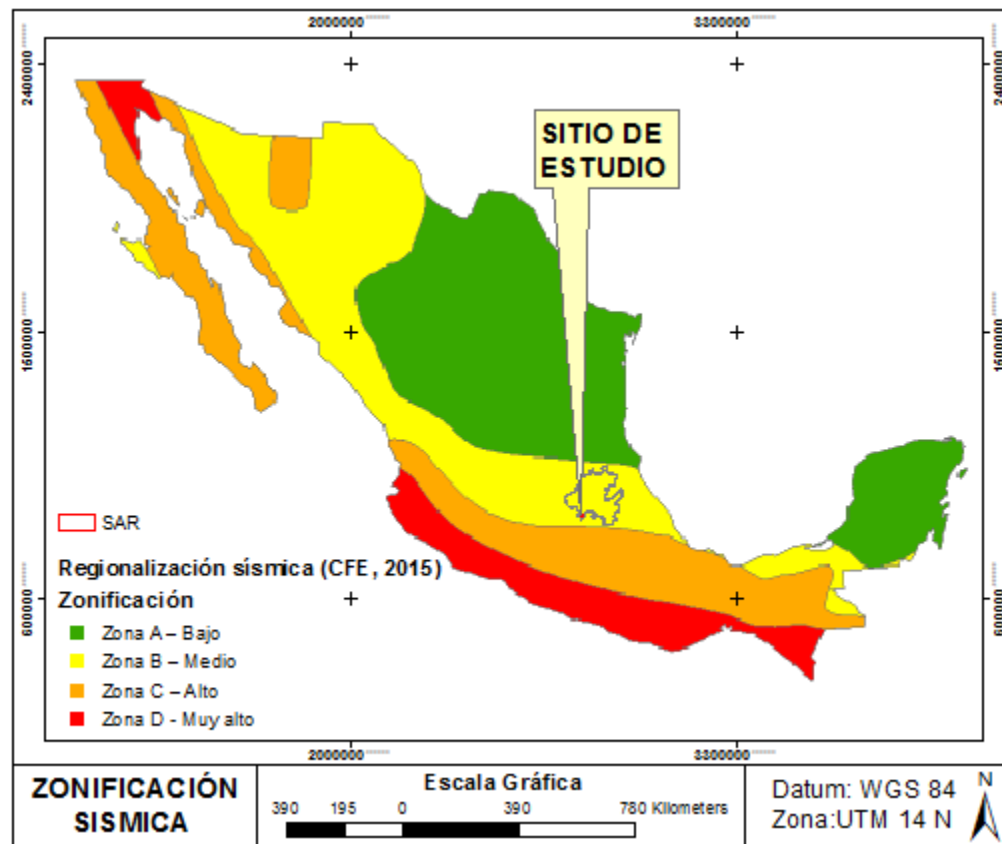 2000000
3300000
2400000
2400000
SITIO DE
ESTUDIO
1600000
1600000
SAR
Regionalización sísmica (CFE, 2015)
Zonificación
600000
600000
Zona A – Bajo
Zona B – Medio
Zona C – Alto
Zona D - Muy alto
2000000
3300000
ZONIFICACIÓN
SISMICA
Escala Gráfica
390 195 0 390 780 Kilometers
Datum: WGS 84
Zona:UTM 14 N
N